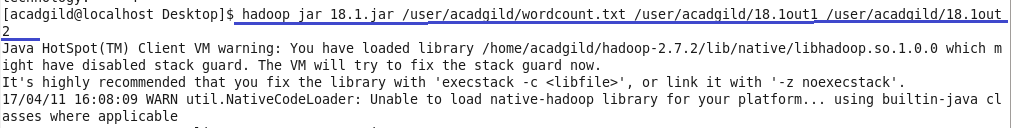 [acadgild@localhost Desktop]$ hadoop jar 18.1.jar /user/acadgild/wordcount.txt /user/acadgild/18.1out1 /user/acadgild/18.1out
2
Java HotSpot(TM) Client VM warning: You have loaded library /home/acadgild/hadoop-2.7.2/lib/native/libhadoop.so.1.0.0 which m
ight have disabled stack guard. The VM will try to fix the stack guard now.
It's highly recommended that you fix the library with 'execstack -c <libfile>', or link it with '-z noexecstack'.
17/04/11 16:08:09 WARN util.NativeCodeLoader: Unable to load native-hadoop library for your platform... using builtin-java cl
asses where applicable